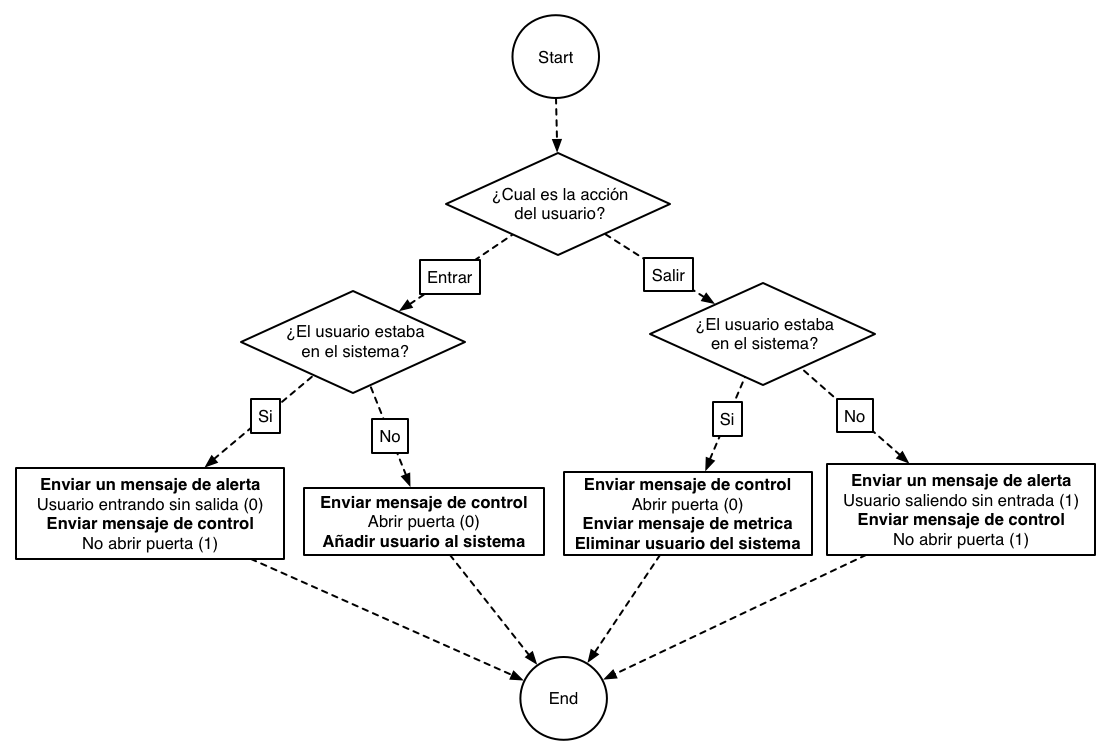 Start
¿Cual es la acción
del usuario?
Entrar
Salir
¿El usuario estaba
en el sistema?
¿El usuario estaba
en el sistema?
Si
No
Si
No
Enviar un mensaje de alerta
Usuario entrando sin salida (0)
Enviar mensaje de control
No abrir puerta (1)
Enviar mensaje de control
Abrir puerta (0)
Añadir usuario al sistema
Enviar mensaje de control
Abrir puerta (0)
Enviar mensaje de metrica
Eliminar usuario del sistema
Enviar un mensaje de alerta
Usuario saliendo sin entrada (1)
Enviar mensaje de control
No abrir puerta (1)
End